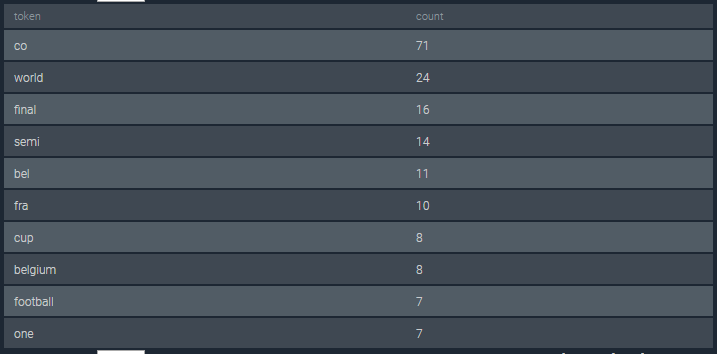 token count
co 71
world 24
final 16
semi 14
bel 11
fra 10
cup 8
belgium 8
football 7
one 7